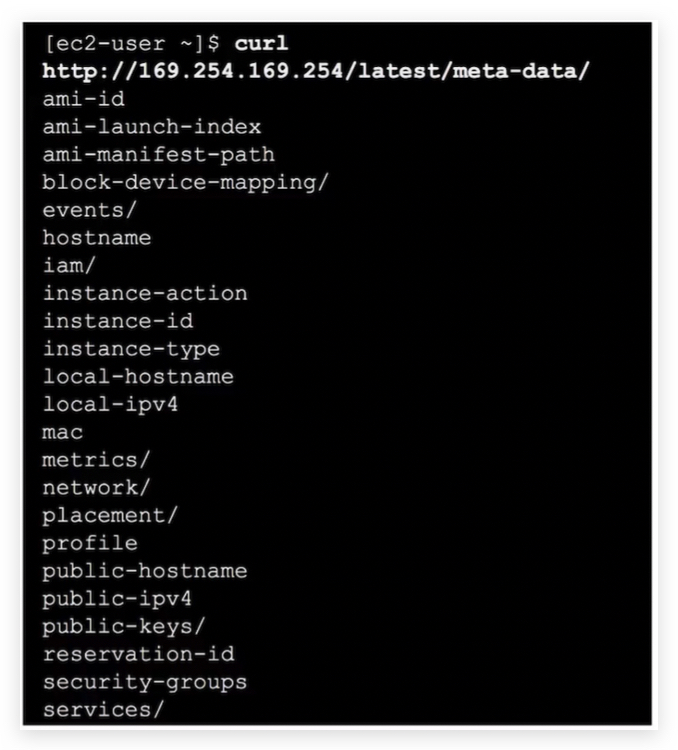 [ec2-user ~]$ curl
http://169.254.169.254/latest/meta-data/
ami-id
ami-launch-index
ami-manifest-path
block-device-mapping/
events/
hostname
iam/
instance-action
instance-id
instance-type
local-hostname
local-ipv4
mac
metrics/
network/
placement/
profile
public-hostname
public-ipv4
public-keys/
reservation-id
security-groups
services/